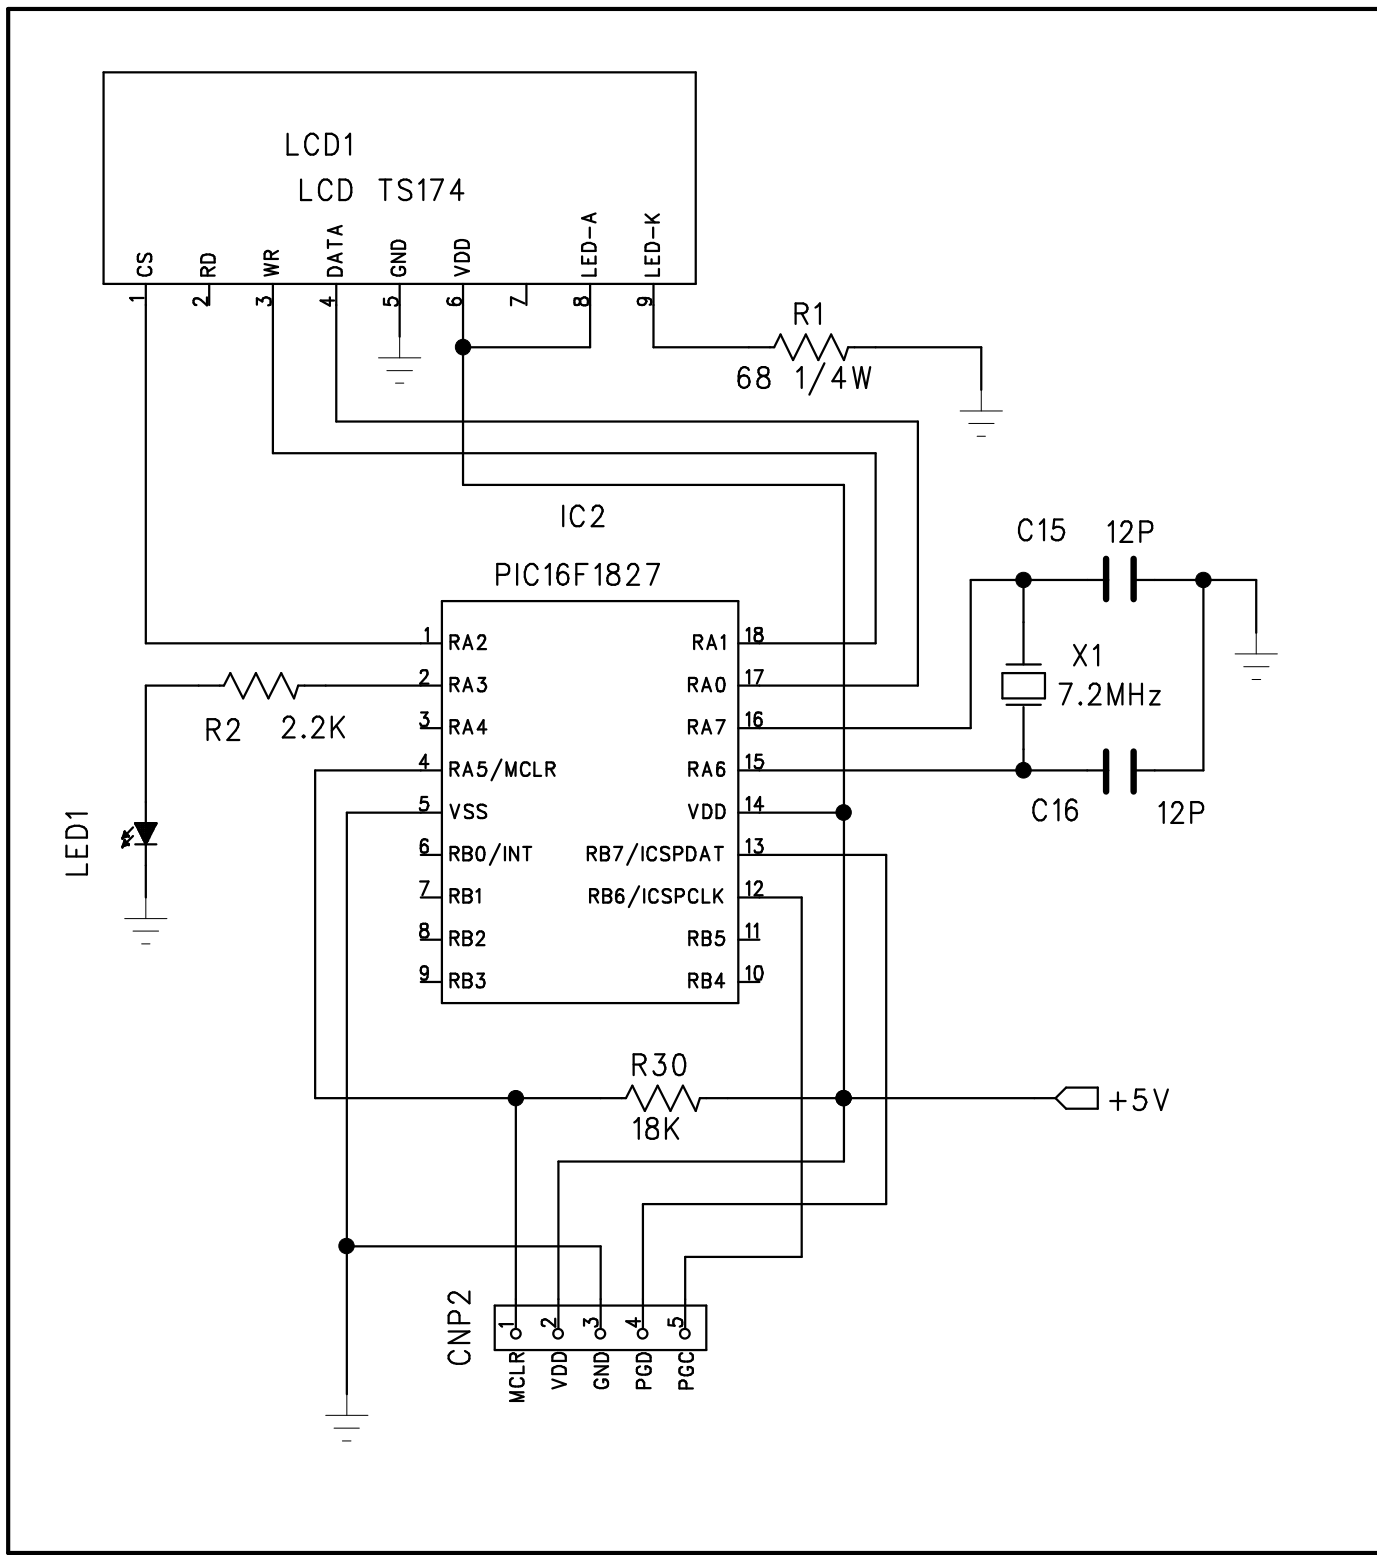 LCD1
LCD TS174
CS
RD
WR
DATA
GND
VDD
LED-A
LED-K
1
2
3
4
5
6
7
8
9
R1
68 1/4W
IC2
PIC16F1827
C15 12P
1 RA2
RA1 18
2 RA3
RA0 17
3 RA4
RA7 16
4 RA5/MCLR
RA6 15
5 VSS
VDD 14
6 RB0/INT
RB7/ICSPDAT 13
7 RB1
RB6/ICSPCLK 12
8 RB2
RB5 11
9 RB3
RB4 10
X1
7.2MHz
R2 2.2K
C16 12P
LED1
R30
18K
+5V
CNP2
1
2
3
4
5
MCLR
VDD
GND
PGD
PGC